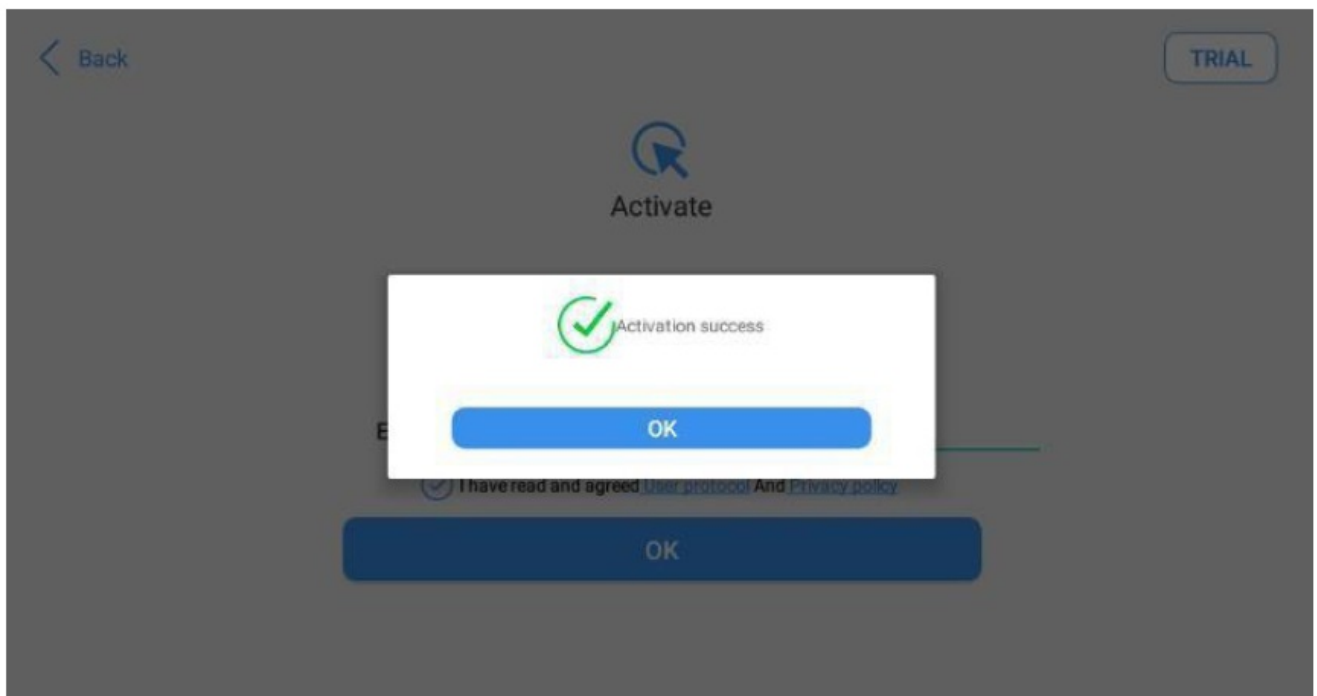 Back
TRIAL
Activate
Activation success
OK
I have read and agreed User protocol And Privacy policy
OK